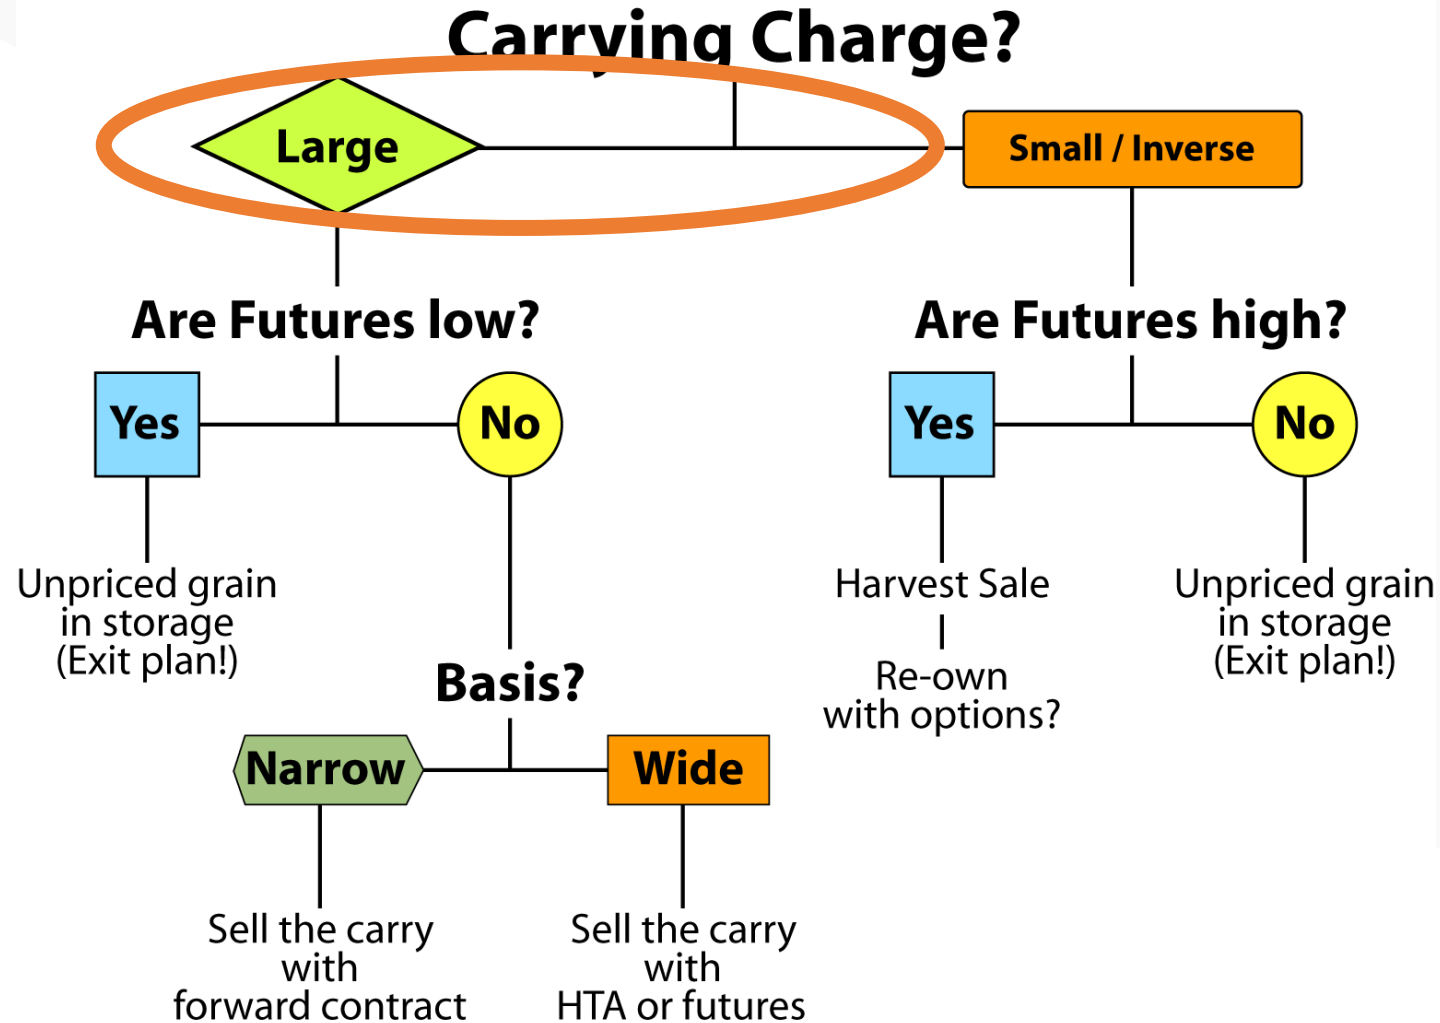 Carrying Charge?
Large
Small / Inverse
Are Futures low?
Are Futures high?
Yes
No
Yes
No
Unpriced grain
in storage
(Exit plan!)
Harvest Sale
Re-own
with options?
Unpriced grain
in storage
(Exit plan!)
Basis?
Narrow
Wide
Sell the carry
with
forward contract
Sell the carry
with
HTA or futures